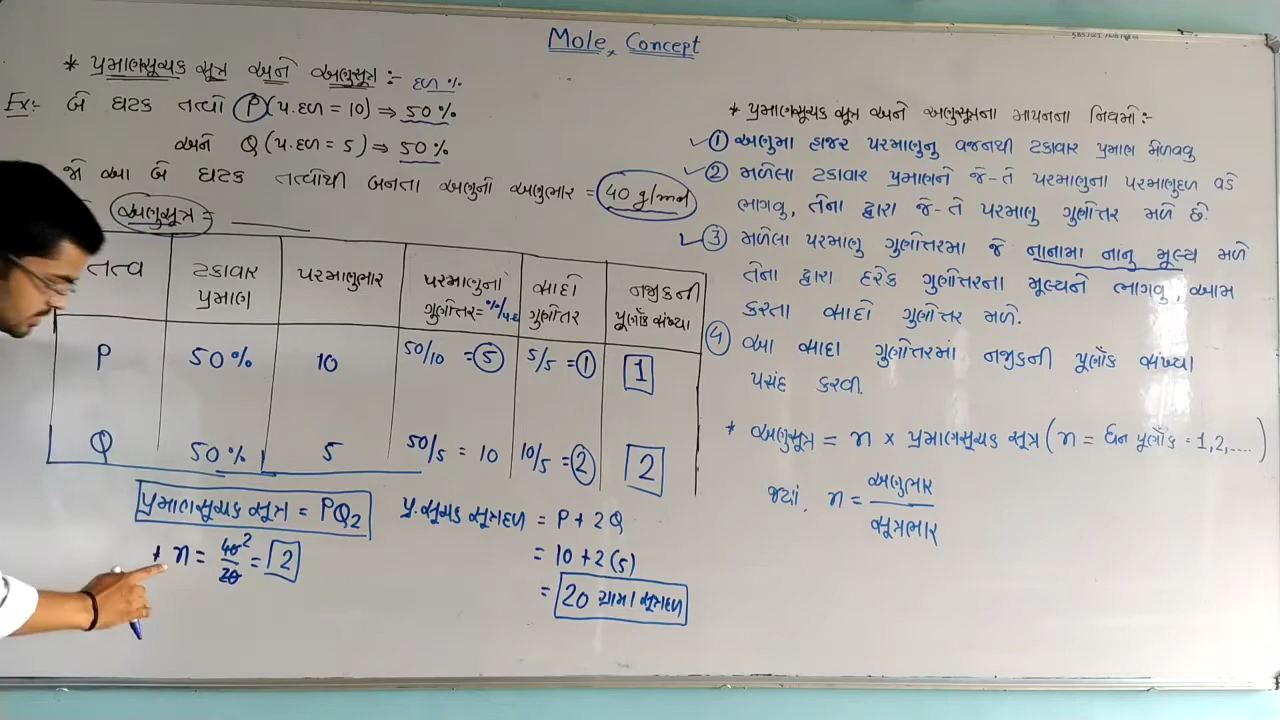 Mole Concept
* પ્રમાણસૂચક સૂત્ર અને અણુસૂત્ર :- દળ %
Ex:- બે ઘટક તત્વો P (પ.દળ = 10) ⇒ 50%
અને Q (પ.દળ = 5) ⇒ 50%
જો આ બે ઘટક તત્વોથી બનતા અણુનો અણુભાર = 40 g/mol
અણુસૂત્ર = ______
તત્વ | ટકાવાર પ્રમાણ | પરમાણુભાર | પરમાણુનાં ગુણોત્તર = %/પ.દ | સાદો ગુણોતર | નજીકની પૂર્ણાંક સંખ્યા
P | 50% | 10 | 50/10 = 5 | 5/5 = 1 | 1
Q | 50% | 5 | 50/5 = 10 | 10/5 = 2 | 2
પ્રમાણસૂચક સૂત્ર = PQ₂
* n = 40/20 = 2
પ્ર. સૂચક સૂત્રદળ = P + 2Q
= 10 + 2(5)
= 20 ગ્રામ/સૂત્રદળ
* પ્રમાણસૂચક સૂત્ર અને અણુસૂત્રના માપનના નિયમો :-
① અણુમા હાજર પરમાણુનુ વજનથી ટકાવાર પ્રમાણ મેળવવુ
② મળેલા ટકાવાર પ્રમાણને જે-તે પરમાણુના પરમાણુદળ વડે
ભાગવુ, તેના દ્વારા જે-તે પરમાણુ ગુણોત્તર મળે છે.
③ મળેલા પરમાણુ ગુણોત્તરમા જે નાનામા નાનુ મૂલ્ય મળે
તેના દ્વારા દરેક ગુણોત્તરના મૂલ્યને ભાગવુ, આમ
કરતા સાદો ગુણોત્તર મળે.
④ આ સાદા ગુણોત્તરમાં નજીકની પૂર્ણાંક સંખ્યા
પસંદ કરવી.
* અણુસૂત્ર = n × પ્રમાણસૂચક સૂત્ર (n = ધન પૂર્ણાંક = 1,2,....)
જ્યાં, n = અણુભાર / સૂત્રભાર